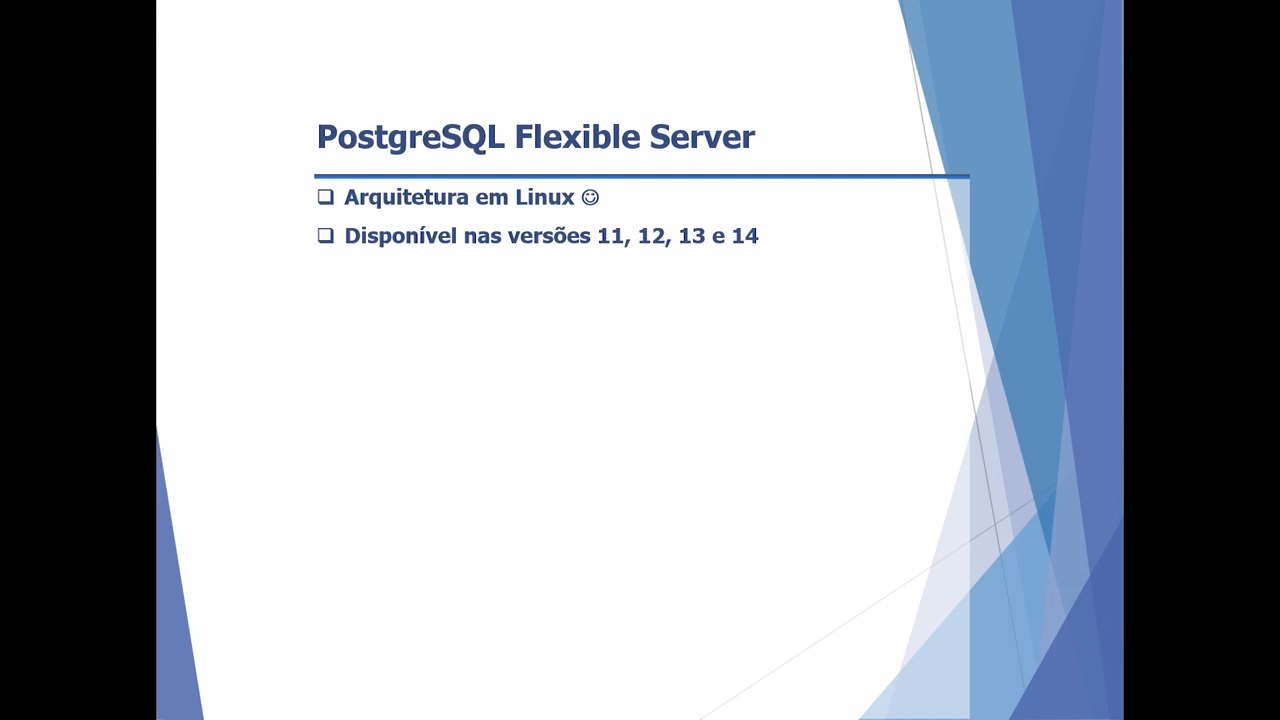 PostgreSQL Flexible Server
❑ Arquitetura em Linux ☺
❑ Disponível nas versões 11, 12, 13 e 14